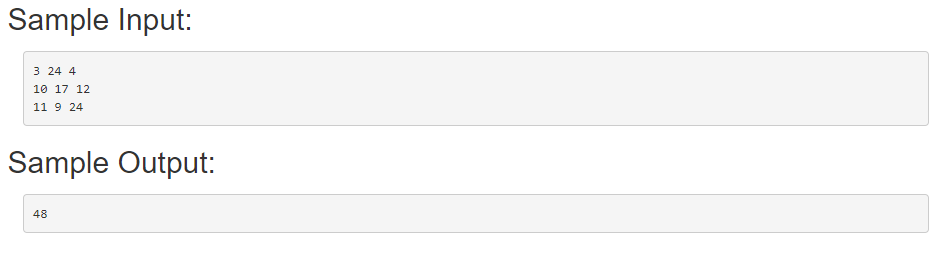 Sample Input:
3 24 4
10 17 12
11 9 24
Sample Output:
48